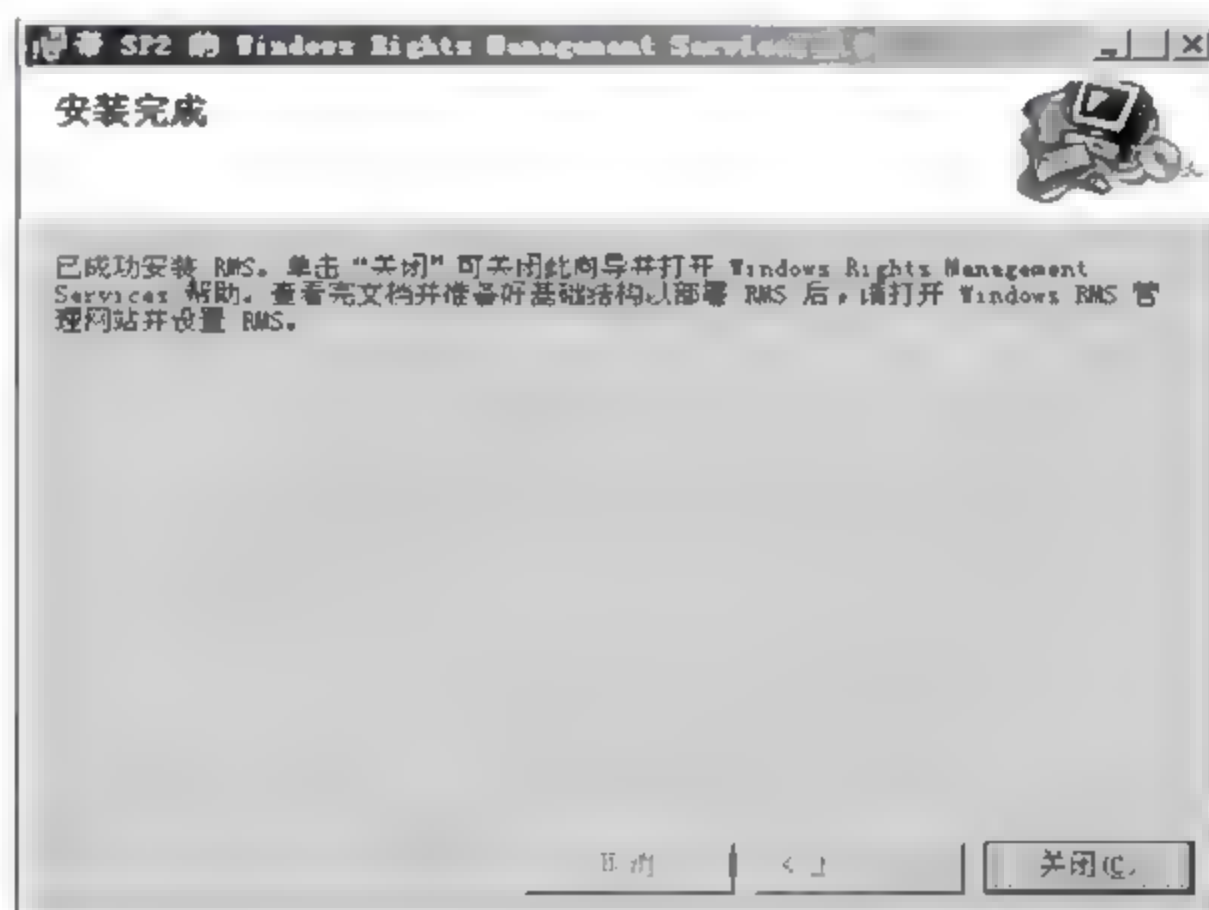 带 SP2 的 Windows Rights Management Services
安装完成
已成功安装 RMS。单击“关闭”可关闭此向导并打开 Windows Rights Management
Services 帮助。查看完文档并准备好基础结构以部署 RMS 后，请打开 Windows RMS 管
理网站并设置 RMS。
取消
< 上
关闭(C)